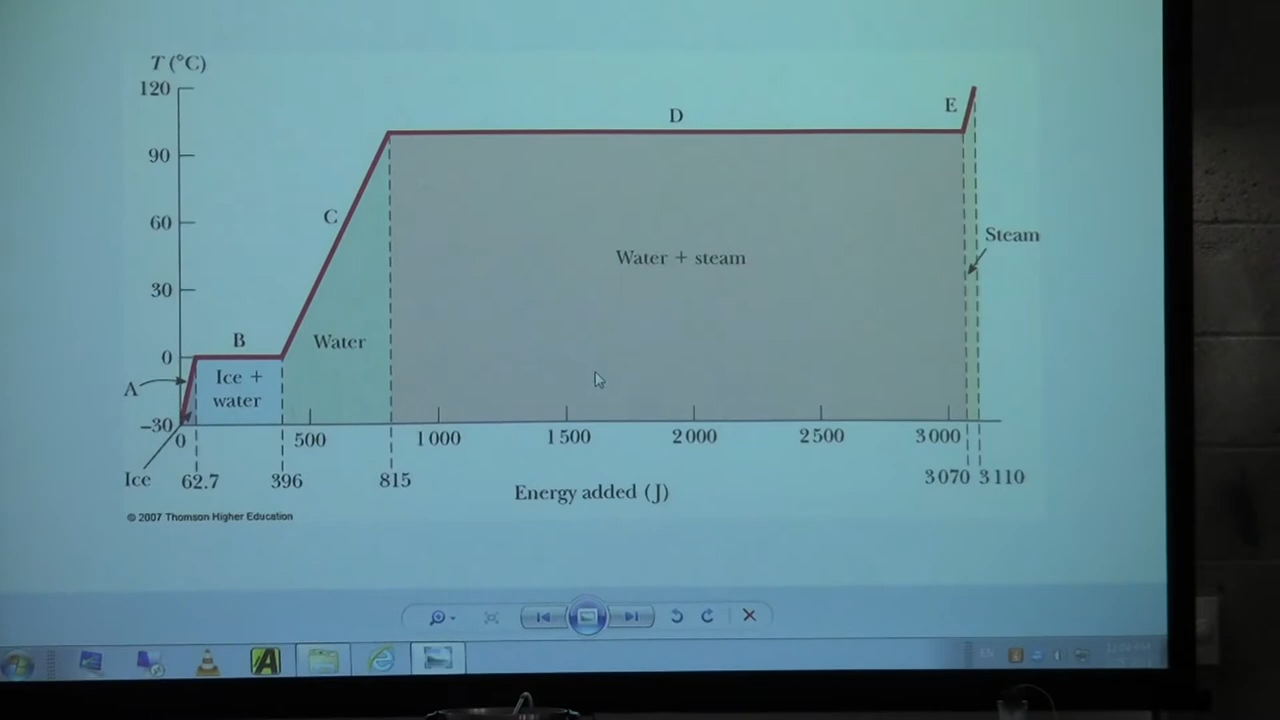 T (°C)
120
90
60
30
0
−30
A
B
C
D
E
Ice +
water
Water
Water + steam
Steam
Ice
0
500
1 000
1 500
2 000
2 500
3 000
62.7
396
815
3 070
3 110
Energy added (J)
© 2007 Thomson Higher Education
EN